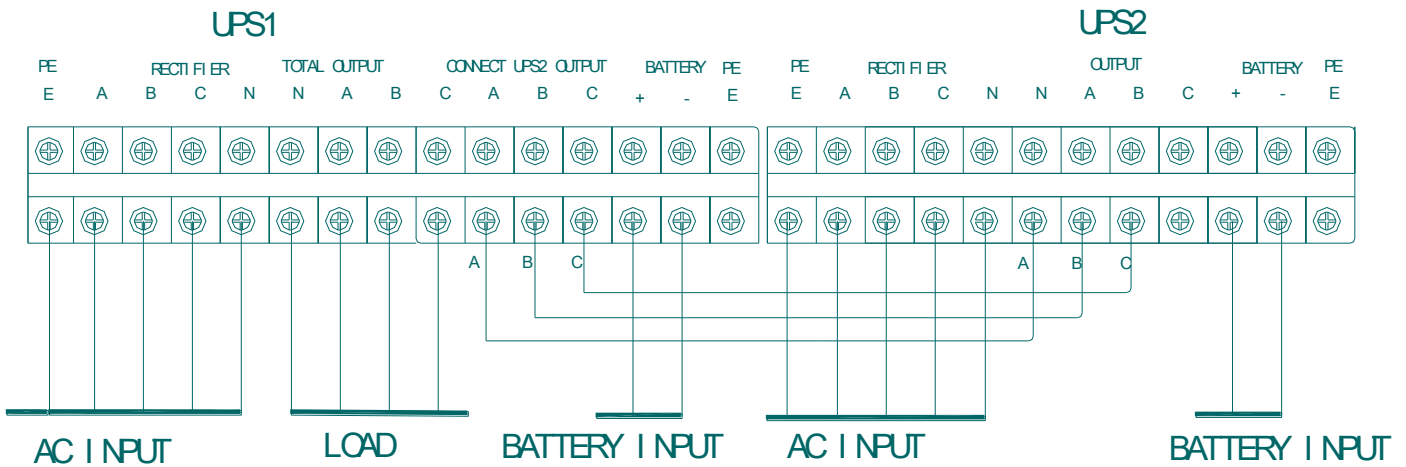 UPS1 UPS2
PE RECTIFIER TOTAL OUTPUT CONNECT UPS2 OUTPUT BATTERY PE PE RECTIFIER OUTPUT BATTERY PE
E A B C N N A B C A B C + - E E A B C N N A B C + - E
A B C A B C
AC INPUT LOAD BATTERY INPUT AC INPUT BATTERY INPUT